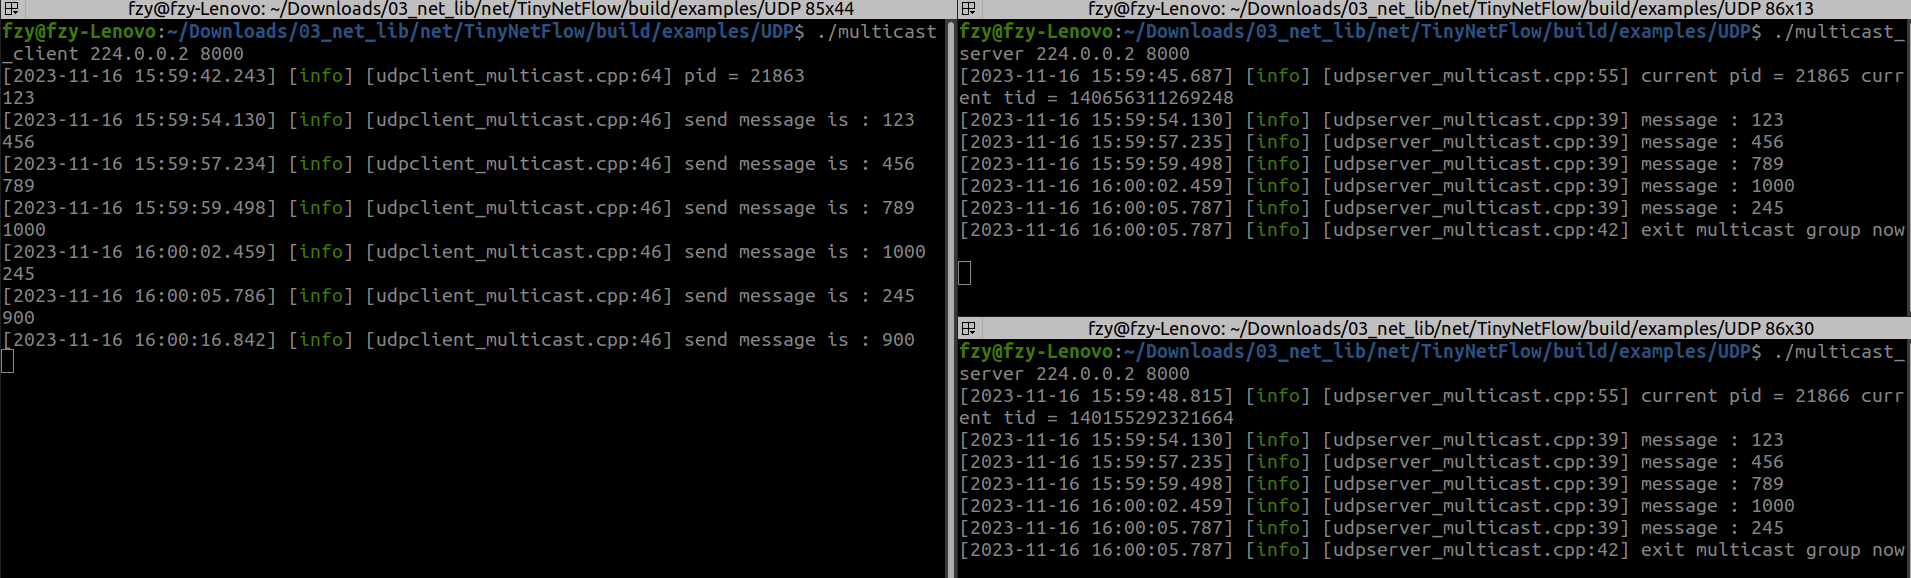 fzy@fzy-Lenovo: ~/Downloads/03_net_lib/net/TinyNetFlow/build/examples/UDP 85x44
fzy@fzy-Lenovo:~/Downloads/03_net_lib/net/TinyNetFlow/build/examples/UDP$ ./multicast
_client 224.0.0.2 8000
[2023-11-16 15:59:42.243] [info] [udpclient_multicast.cpp:64] pid = 21863
123
[2023-11-16 15:59:54.130] [info] [udpclient_multicast.cpp:46] send message is : 123
456
[2023-11-16 15:59:57.234] [info] [udpclient_multicast.cpp:46] send message is : 456
789
[2023-11-16 15:59:59.498] [info] [udpclient_multicast.cpp:46] send message is : 789
1000
[2023-11-16 16:00:02.459] [info] [udpclient_multicast.cpp:46] send message is : 1000
245
[2023-11-16 16:00:05.786] [info] [udpclient_multicast.cpp:46] send message is : 245
900
[2023-11-16 16:00:16.842] [info] [udpclient_multicast.cpp:46] send message is : 900
fzy@fzy-Lenovo: ~/Downloads/03_net_lib/net/TinyNetFlow/build/examples/UDP 86x13
fzy@fzy-Lenovo:~/Downloads/03_net_lib/net/TinyNetFlow/build/examples/UDP$ ./multicast_
server 224.0.0.2 8000
[2023-11-16 15:59:45.687] [info] [udpserver_multicast.cpp:55] current pid = 21865 curr
ent tid = 140656311269248
[2023-11-16 15:59:54.130] [info] [udpserver_multicast.cpp:39] message : 123
[2023-11-16 15:59:57.235] [info] [udpserver_multicast.cpp:39] message : 456
[2023-11-16 15:59:59.498] [info] [udpserver_multicast.cpp:39] message : 789
[2023-11-16 16:00:02.459] [info] [udpserver_multicast.cpp:39] message : 1000
[2023-11-16 16:00:05.787] [info] [udpserver_multicast.cpp:39] message : 245
[2023-11-16 16:00:05.787] [info] [udpserver_multicast.cpp:42] exit multicast group now
fzy@fzy-Lenovo: ~/Downloads/03_net_lib/net/TinyNetFlow/build/examples/UDP 86x30
fzy@fzy-Lenovo:~/Downloads/03_net_lib/net/TinyNetFlow/build/examples/UDP$ ./multicast_
server 224.0.0.2 8000
[2023-11-16 15:59:48.815] [info] [udpserver_multicast.cpp:55] current pid = 21866 curr
ent tid = 140155292321664
[2023-11-16 15:59:54.130] [info] [udpserver_multicast.cpp:39] message : 123
[2023-11-16 15:59:57.235] [info] [udpserver_multicast.cpp:39] message : 456
[2023-11-16 15:59:59.498] [info] [udpserver_multicast.cpp:39] message : 789
[2023-11-16 16:00:02.459] [info] [udpserver_multicast.cpp:39] message : 1000
[2023-11-16 16:00:05.787] [info] [udpserver_multicast.cpp:39] message : 245
[2023-11-16 16:00:05.787] [info] [udpserver_multicast.cpp:42] exit multicast group now